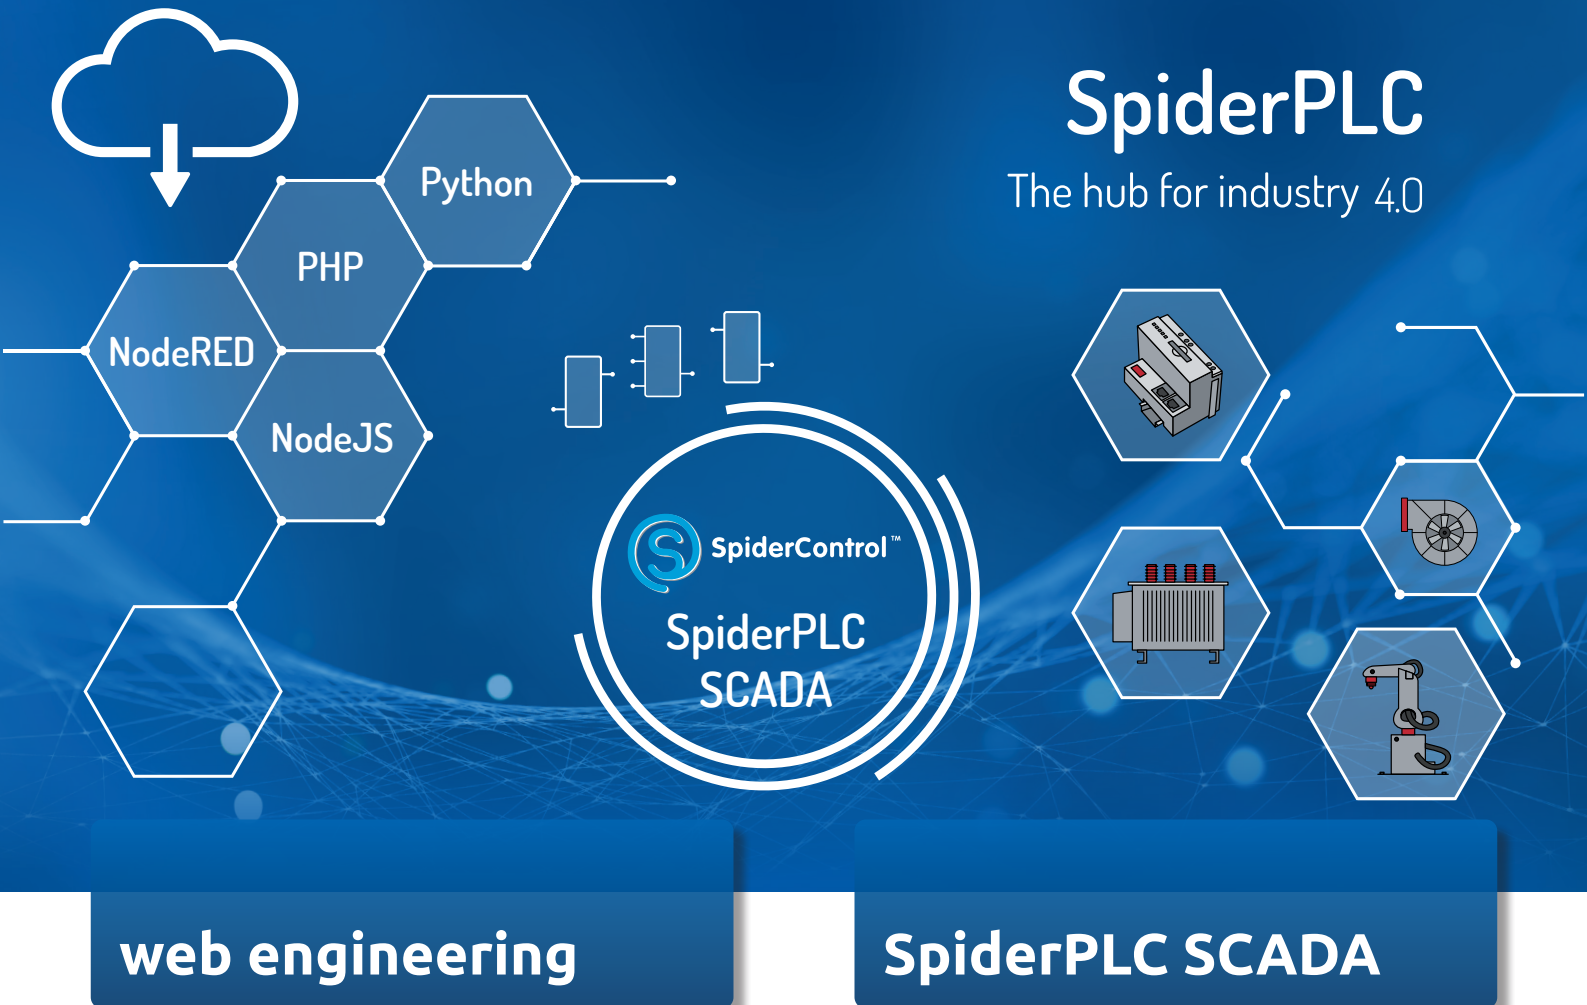 SpiderPLC
The hub for industry 4.0
Python
PHP
NodeRED
NodeJS
SpiderControl™
SpiderPLC
SCADA
web engineering
SpiderPLC SCADA